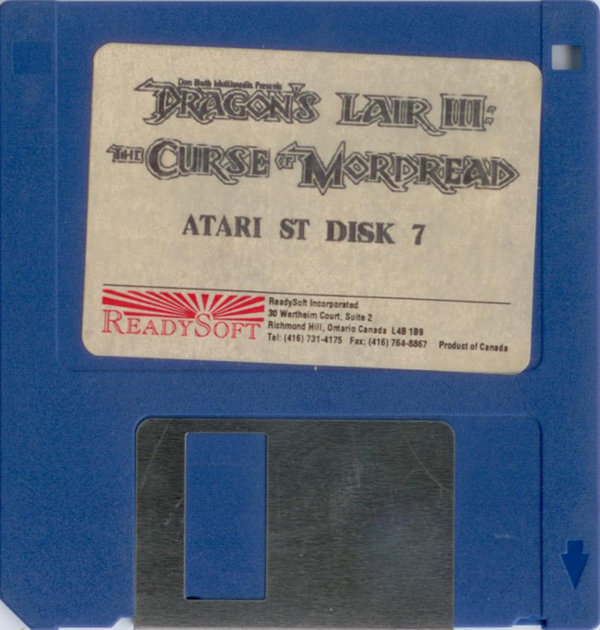 Don Bluth Multimedia Presents
DRAGON'S LAIR III:
THE CURSE OF MORDREAD
ATARI ST DISK 7
READYSOFT
ReadySoft Incorporated
30 Wertheim Court, Suite 2
Richmond Hill, Ontario Canada L4B 1B9
Tel: (416) 731-4175 Fax: (416) 764-8867 Product of Canada